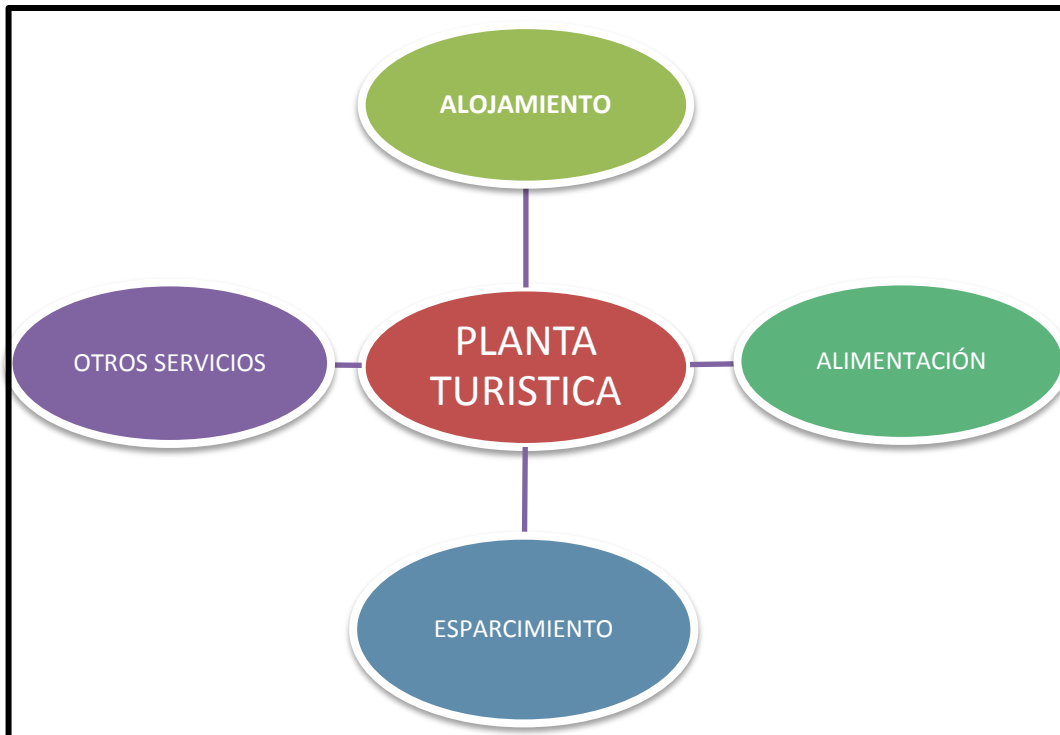 ALOJAMIENTO
OTROS SERVICIOS
PLANTA
TURISTICA
ALIMENTACIÓN
ESPARCIMIENTO